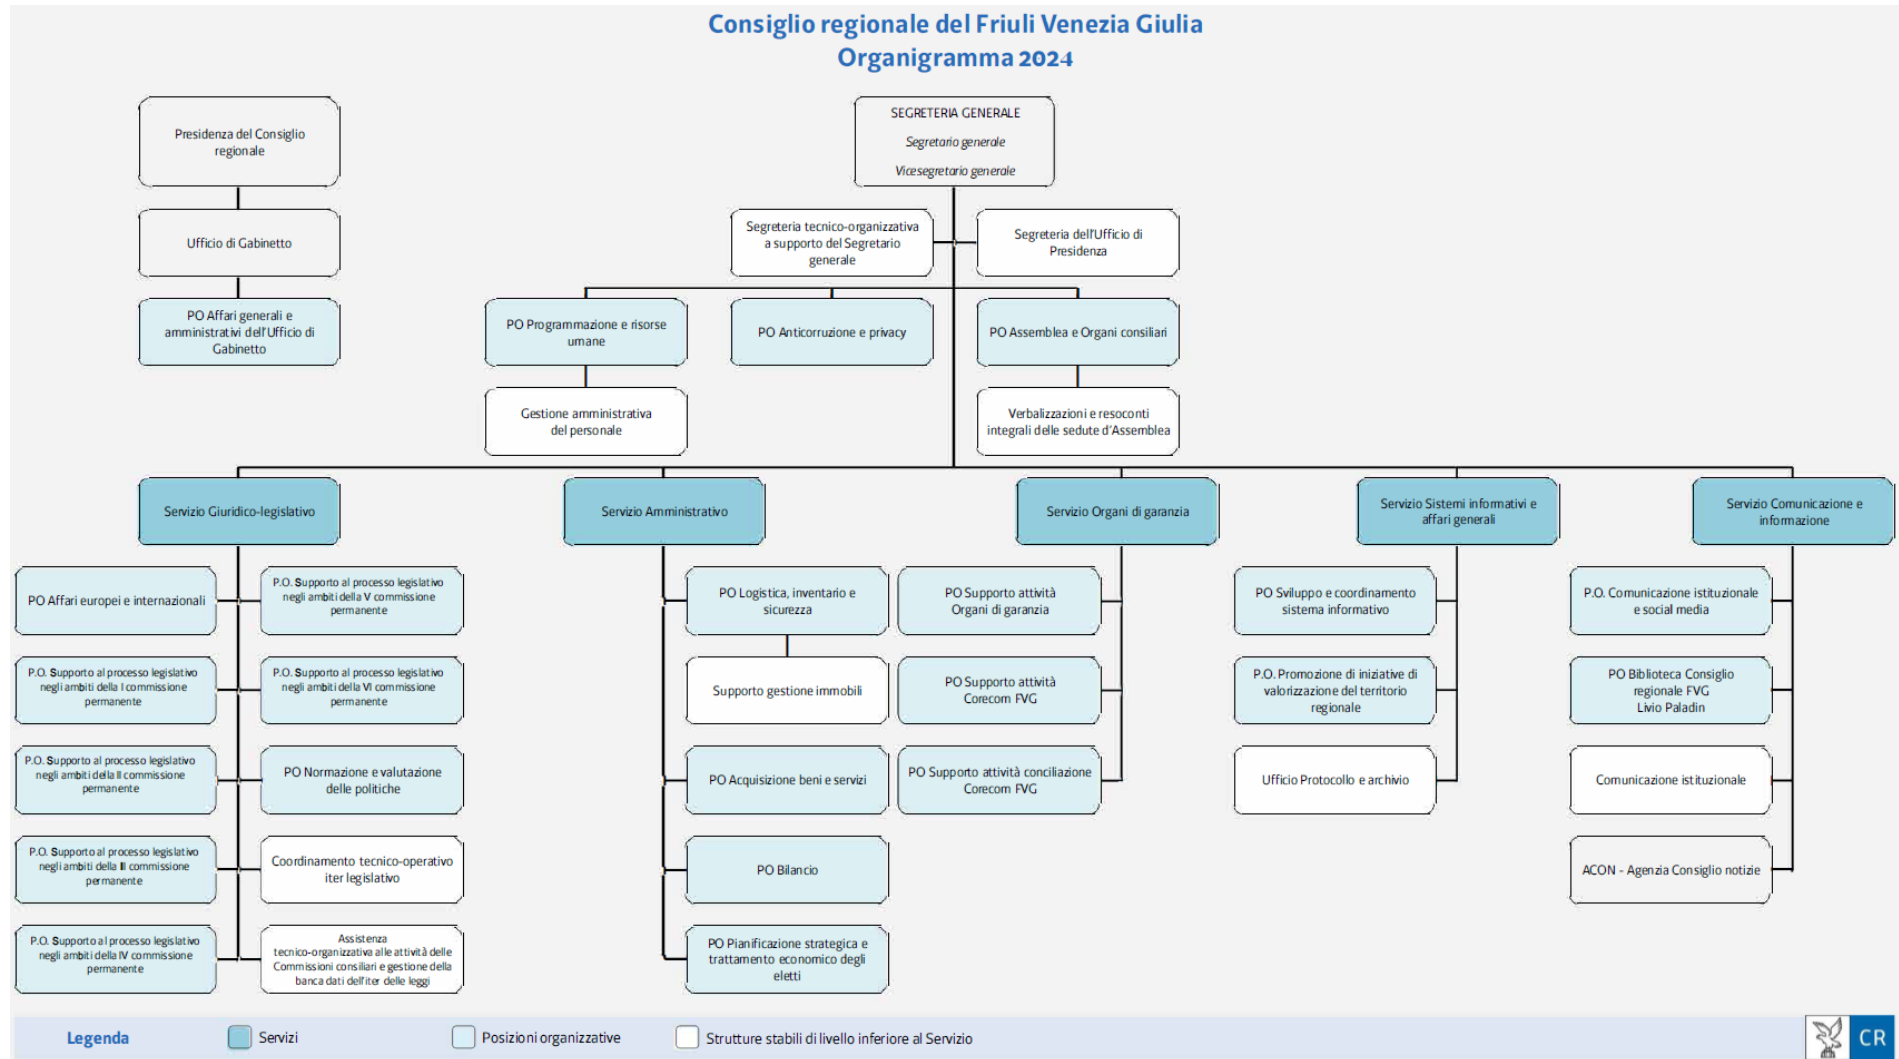 Consiglio regionale del Friuli Venezia Giulia
Organigramma 2024
Presidenza del Consiglio
regionale
SEGRETERIA GENERALE
Segretario generale
Vicesegretario generale
Ufficio di Gabinetto
Segreteria tecnico-organizzativa
a supporto del Segretario
generale
Segreteria dell'Ufficio di
Presidenza
PO Affari generali e
amministrativi dell'Ufficio di
Gabinetto
PO Programmazione e risorse
umane
PO Anticorruzione e privacy
PO Assemblea e Organi consiliari
Gestione amministrativa
del personale
Verbalizzazioni e resoconti
integrali delle sedute d'Assemblea
Servizio Giuridico-legislativo
Servizio Amministrativo
Servizio Organi di garanzia
Servizio Sistemi informativi e
affari generali
Servizio Comunicazione e
informazione
PO Affari europei e internazionali
P.O. Supporto al processo legislativo
negli ambiti della V commissione
permanente
P.O. Supporto al processo legislativo
negli ambiti della I commissione
permanente
P.O. Supporto al processo legislativo
negli ambiti della VI commissione
permanente
P.O. Supporto al processo legislativo
negli ambiti della II commissione
permanente
PO Normazione e valutazione
delle politiche
P.O. Supporto al processo legislativo
negli ambiti della III commissione
permanente
Coordinamento tecnico-operativo
iter legislativo
P.O. Supporto al processo legislativo
negli ambiti della IV commissione
permanente
Assistenza
tecnico-organizzativa alle attività delle
Commissioni consiliari e gestione della
banca dati dell'iter delle leggi
PO Logistica, inventario e
sicurezza
Supporto gestione immobili
PO Acquisizione beni e servizi
PO Bilancio
PO Pianificazione strategica e
trattamento economico degli
eletti
PO Supporto attività
Organi di garanzia
PO Supporto attività
Corecom FVG
PO Supporto attività conciliazione
Corecom FVG
PO Sviluppo e coordinamento
sistema informativo
P.O. Promozione di iniziative di
valorizzazione del territorio
regionale
Ufficio Protocollo e archivio
P.O. Comunicazione istituzionale
e social media
PO Biblioteca Consiglio
regionale FVG
Livio Paladin
Comunicazione istituzionale
ACON - Agenzia Consiglio notizie
Legenda
Servizi
Posizioni organizzative
Strutture stabili di livello inferiore al Servizio
CR